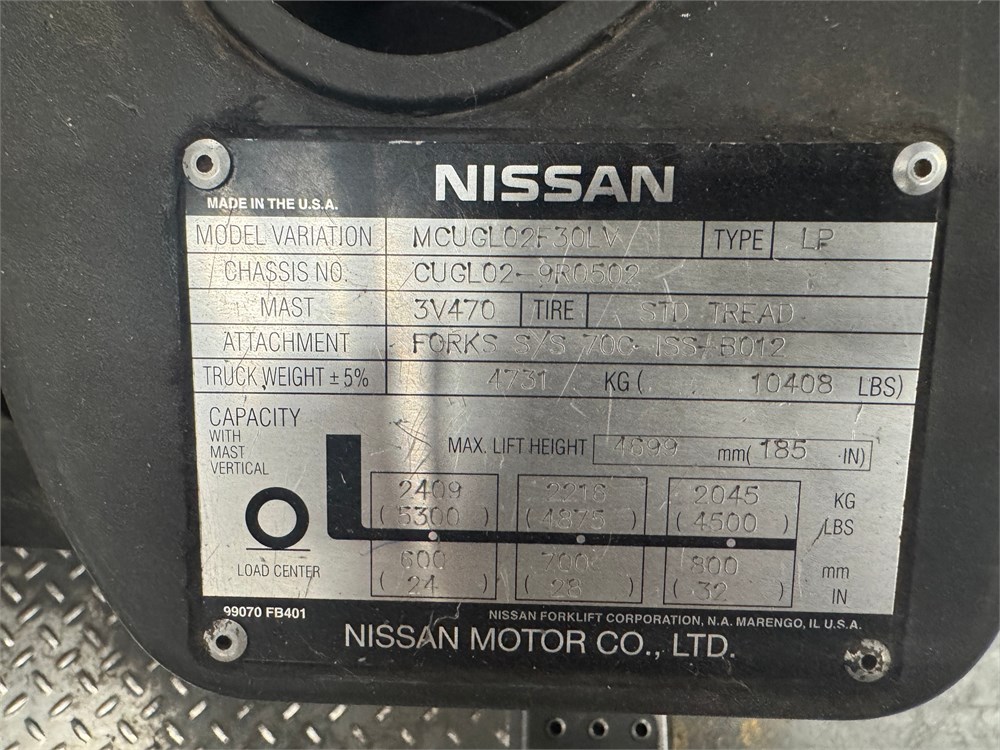 NISSAN
MADE IN THE U.S.A.
MODEL VARIATION MCUGL02F30LV TYPE LP
CHASSIS NO. CUGL02-9R0502
MAST 3V470 TIRE STD TREAD
ATTACHMENT FORKS S/S 70C ISS-B012
TRUCK WEIGHT ±5% 4731 KG ( 10408 LBS)
CAPACITY
WITH
MAST
VERTICAL
MAX. LIFT HEIGHT 4699 mm( 185 IN)
2409 2216 2045 KG
(5300) (4875) (4500) LBS
600 700 800 mm
(24) (28) (32) IN
LOAD CENTER
99070 FB401
NISSAN FORKLIFT CORPORATION, N.A. MARENGO, IL U.S.A.
NISSAN MOTOR CO., LTD.